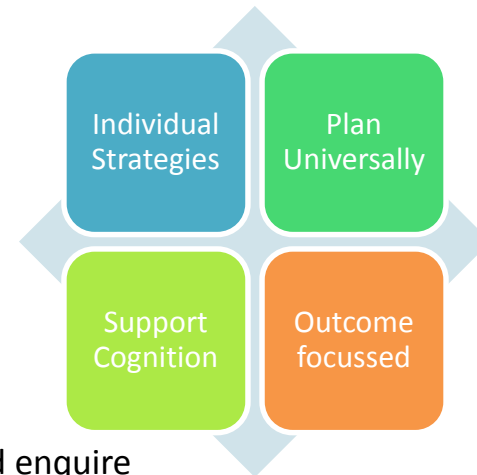 Individual
Strategies
Plan
Universally
Support
Cognition
Outcome
focussed
enquire